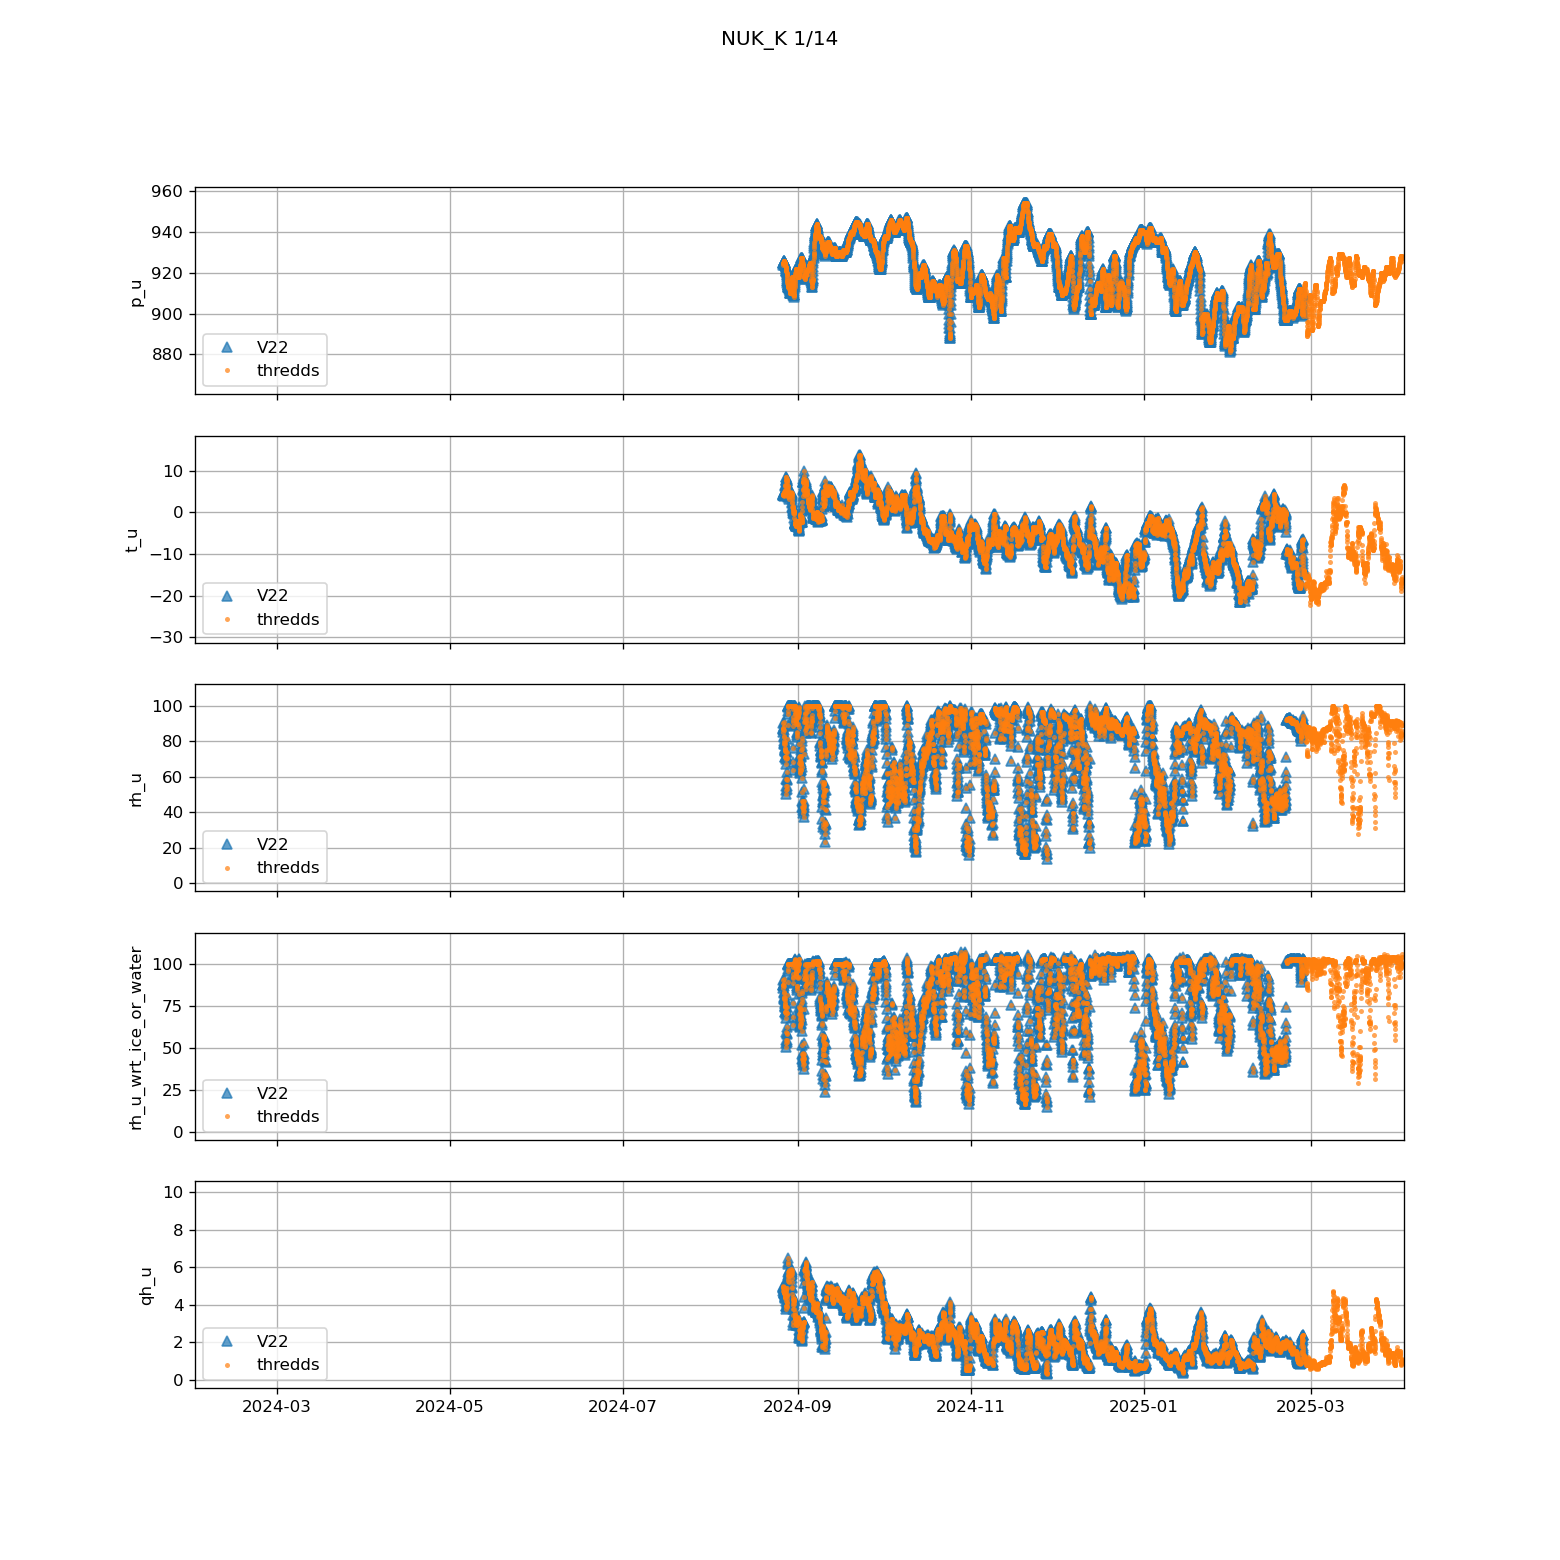 NUK_K 1/14
960
940
920
900
880
p_u
V22
thredds
10
0
−10
−20
−30
t_u
V22
thredds
100
80
60
40
20
0
rh_u
V22
thredds
100
75
50
25
0
rh_u_wrt_ice_or_water
V22
thredds
10
8
6
4
2
0
qh_u
V22
thredds
2024-03 2024-05 2024-07 2024-09 2024-11 2025-01 2025-03